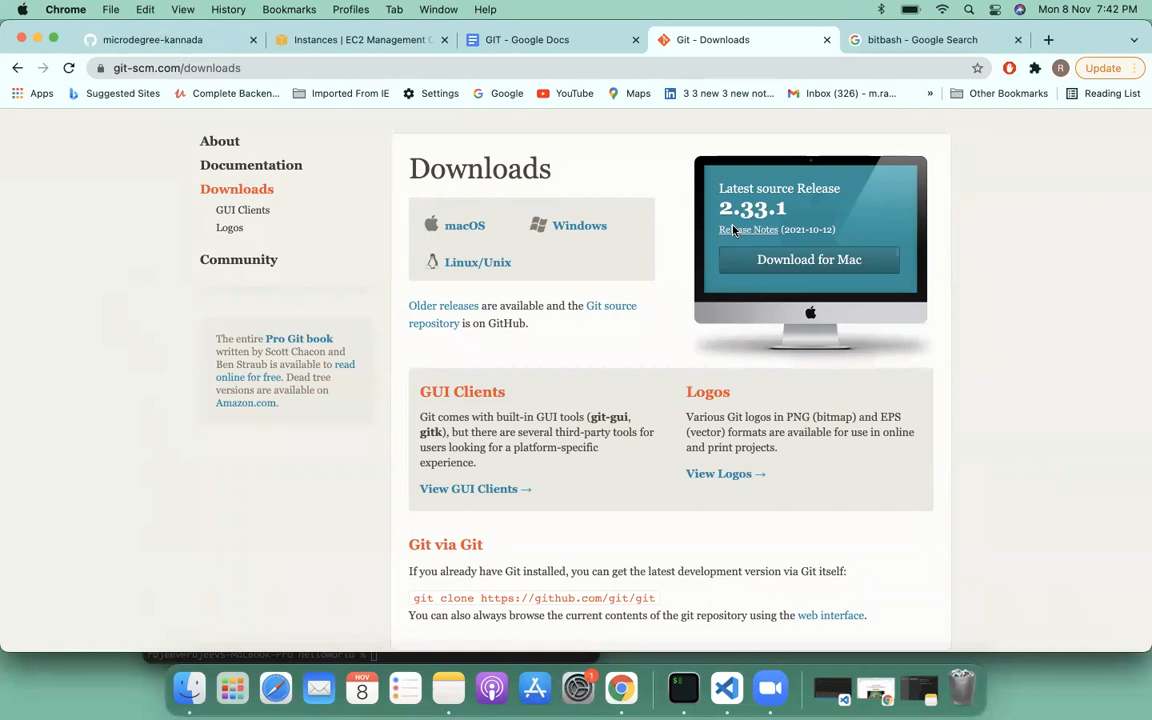 Chrome File Edit View History Bookmarks Profiles Tab Window Help Mon 8 Nov 7:42 PM
microdegree-kannada
Instances | EC2 Management C
GIT - Google Docs
Git - Downloads
bitbash - Google Search
git-scm.com/downloads
R
Update
Apps
Suggested Sites
Complete Backen...
Imported From IE
Settings
Google
YouTube
Maps
3 3 new 3 new not...
Inbox (326) - m.ra...
»
Other Bookmarks
Reading List
About
Documentation
Downloads
GUI Clients
Logos
Community
The entire Pro Git book
written by Scott Chacon and
Ben Straub is available to read
online for free. Dead tree
versions are available on
Amazon.com.
Downloads
macOS
Windows
Linux/Unix
Older releases are available and the Git source
repository is on GitHub.
Latest source Release
2.33.1
Release Notes (2021-10-12)
Download for Mac
GUI Clients
Git comes with built-in GUI tools (git-gui,
gitk), but there are several third-party tools for
users looking for a platform-specific
experience.
View GUI Clients →
Logos
Various Git logos in PNG (bitmap) and EPS
(vector) formats are available for use in online
and print projects.
View Logos →
Git via Git
If you already have Git installed, you can get the latest development version via Git itself:
git clone https://github.com/git/git
You can also always browse the current contents of the git repository using the web interface.
NOV
8
1